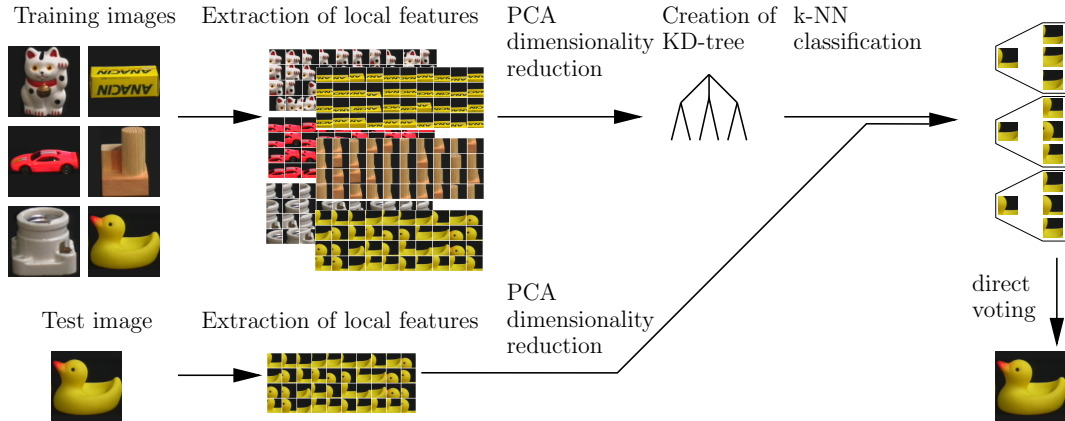 Training images
Extraction of local features
PCA
dimensionality
reduction
Creation of
KD-tree
k-NN
classification
ANACIN
direct
voting
Test image
Extraction of local features
PCA
dimensionality
reduction